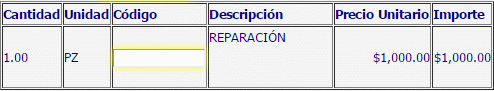 Cantidad Unidad Código Descripción Precio Unitario Importe
1.00 PZ REPARACIÓN $1,000.00 $1,000.00